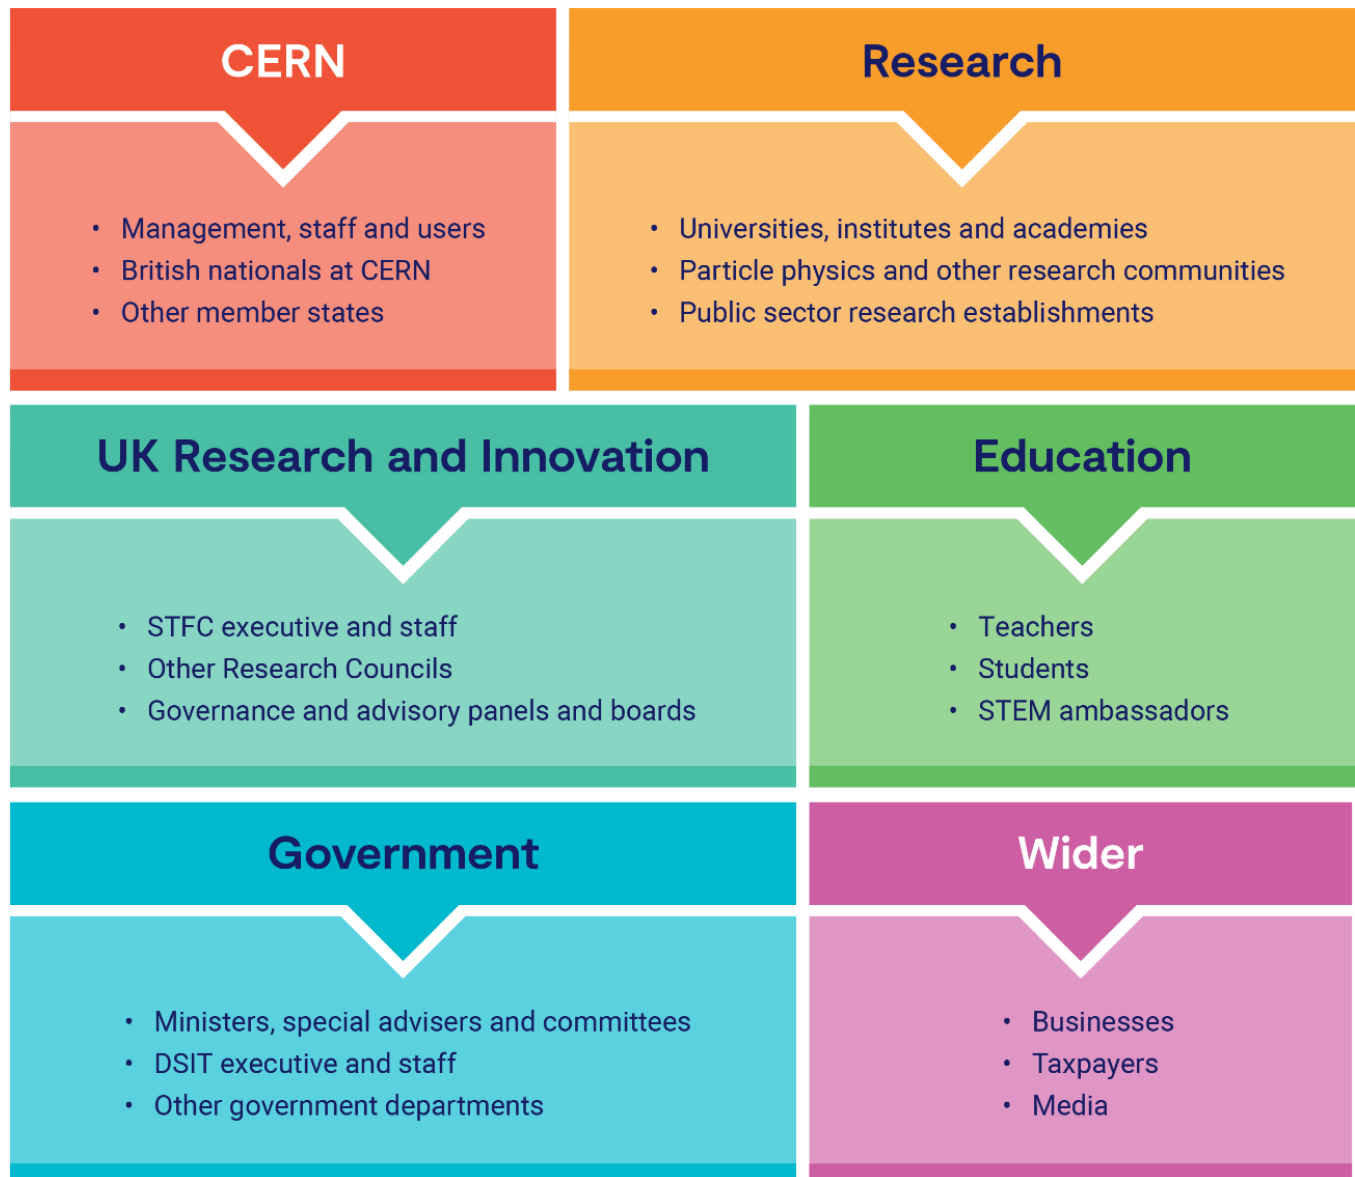 CERN
• Management, staff and users
• British nationals at CERN
• Other member states
Research
• Universities, institutes and academies
• Particle physics and other research communities
• Public sector research establishments
UK Research and Innovation
• STFC executive and staff
• Other Research Councils
• Governance and advisory panels and boards
Education
• Teachers
• Students
• STEM ambassadors
Government
• Ministers, special advisers and committees
• DSIT executive and staff
• Other government departments
Wider
• Businesses
• Taxpayers
• Media